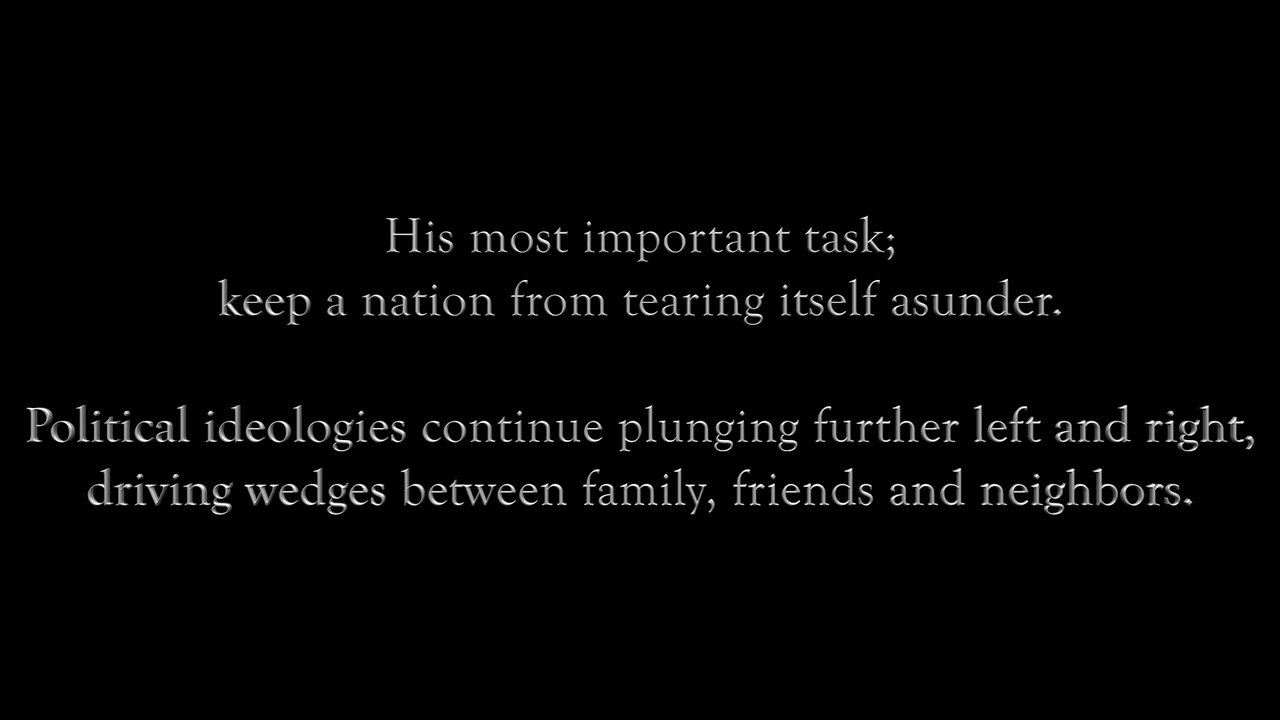 His most important task;
keep a nation from tearing itself asunder.
Political ideologies continue plunging further left and right,
driving wedges between family, friends and neighbors.